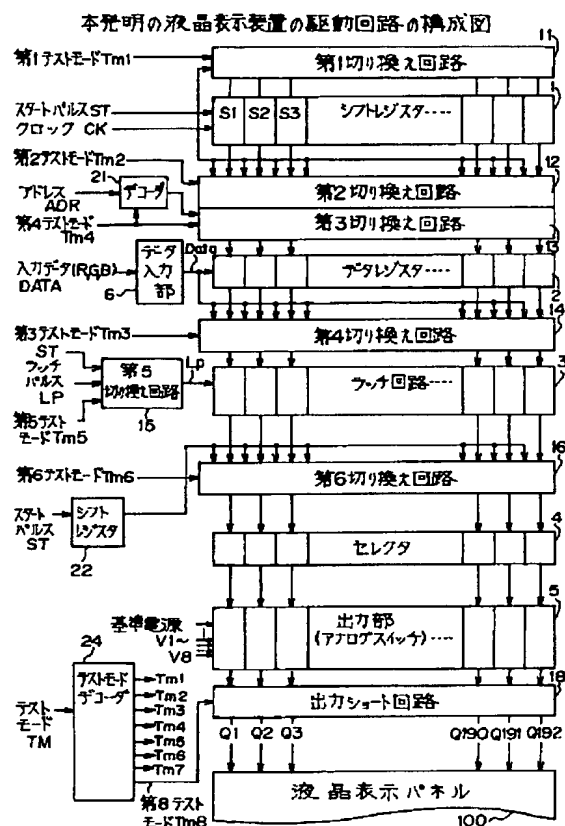 本発明の液晶表示装置の駆動回路の構成図
11
第1テストモードTm1
第1切り換え回路
1
スタートパルスST
クロック CK
S1 S2 S3 シフトレジスタ‥‥
第2テストモードTm2
12
21
デコーダ
第2切り換え回路
アドレス
ADR
第4テストモード
Tm4
第3切り換え回路
13
データ
入力
部
Data
入力データ(RGB)
DATA
6
データレジスタ‥‥
2
14
第3テストモードTm3
第4切り換え回路
ST
ラッチ
パルス
LP
第5
切り換え回路
Lp
3
ラッチ回路‥‥
第5テスト
モードTm5
15
16
第6テストモードTm6
第6切り換え回路
スタート
パルス
ST
シフト
レジスタ
22
4
セレクタ
5
基準電源
V1~
V8
出力部
(アナログスイッチ)‥‥
24
18
テストモード
デコーダ
テスト
モード
TM
Tm1
Tm2
Tm3
Tm4
Tm5
Tm6
Tm7
出力ショート回路
Q1 Q2 Q3 Q190 Q191 Q192
第8テスト
モードTm8
液晶表示パネル
100